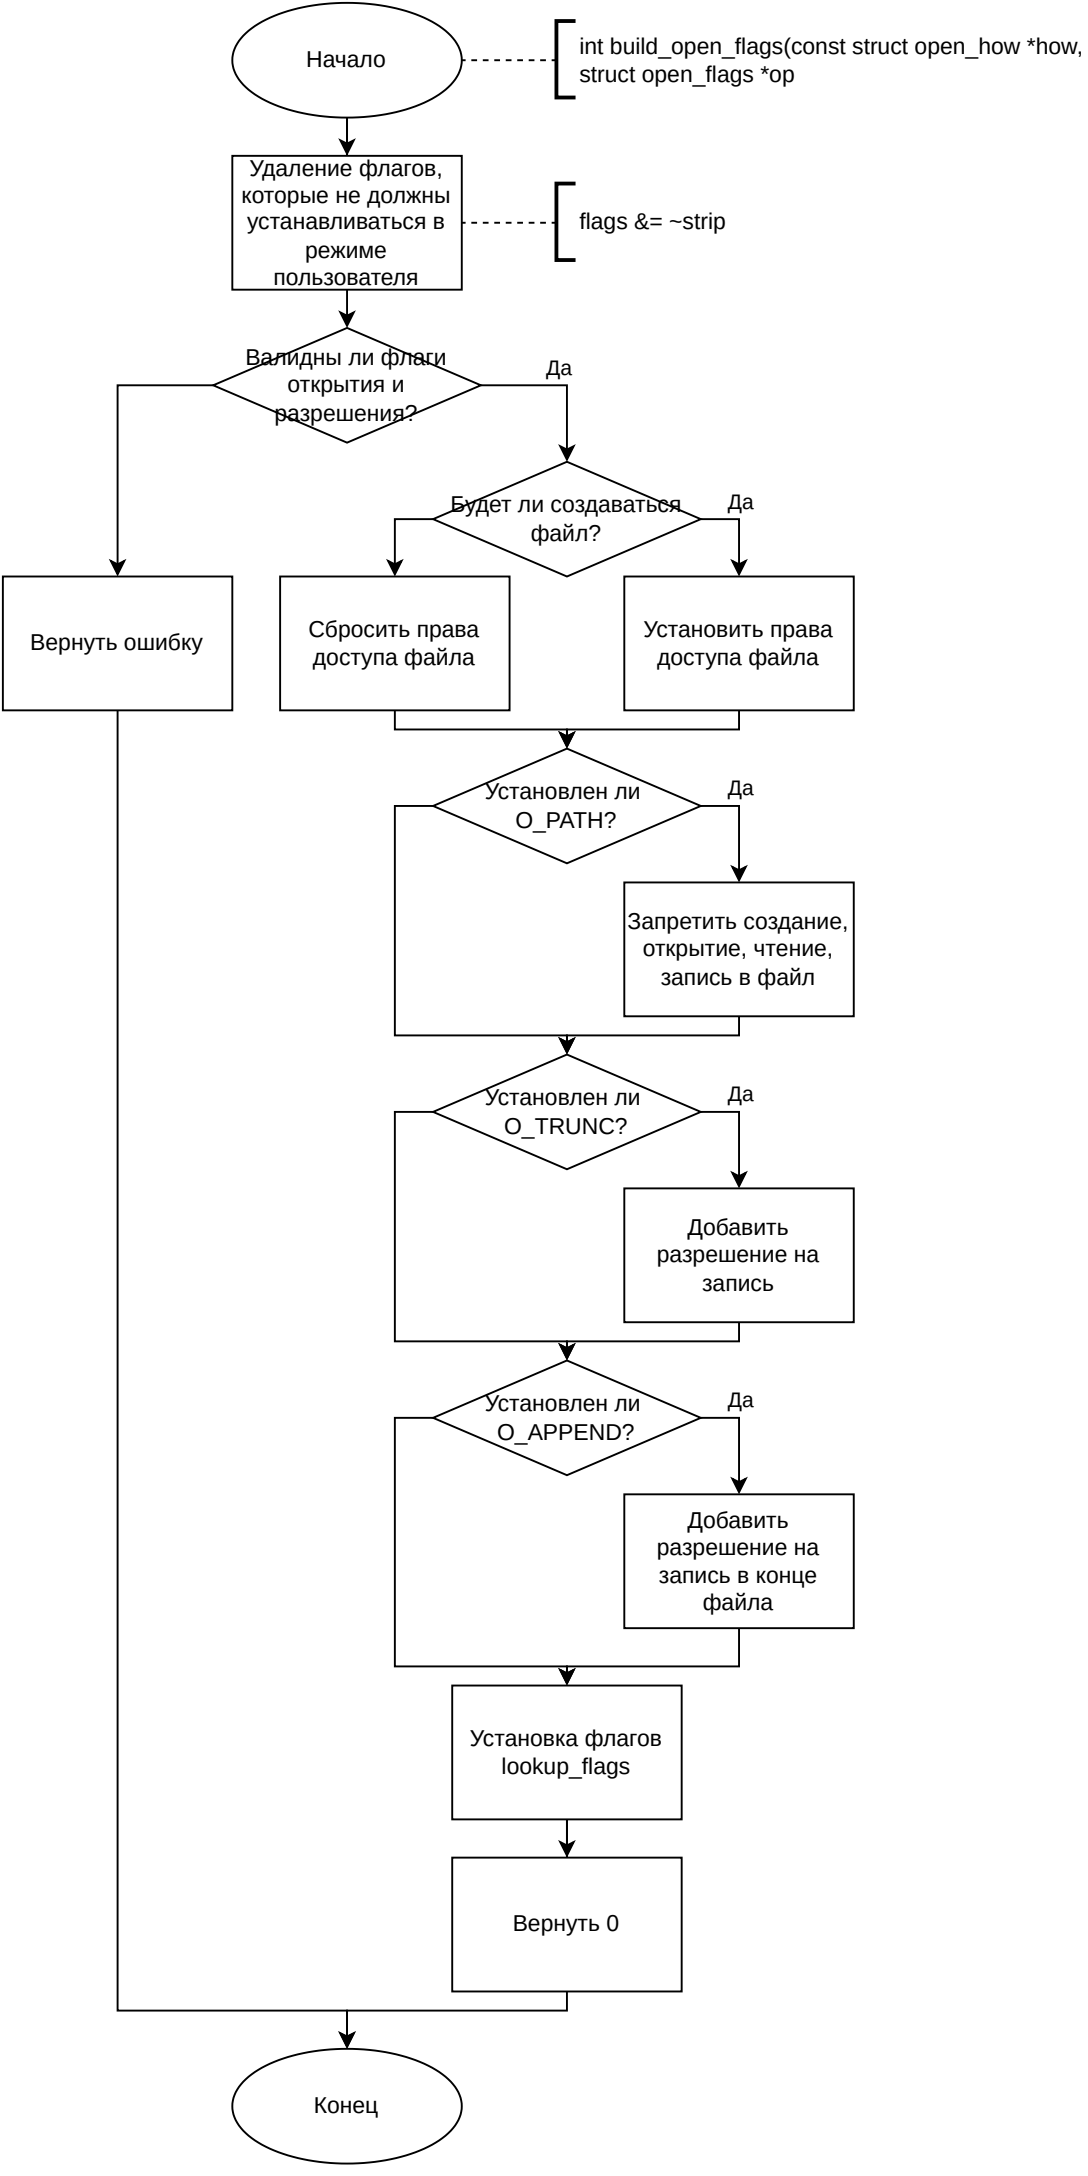 Начало
int build_open_flags(const struct open_how *how,
struct open_flags *op
Удаление флагов,
которые не должны
устанавливаться в
режиме
пользователя
flags &= ~strip
Валидны ли флаги
открытия и
разрешения?
Да
Будет ли создаваться
файл?
Да
Вернуть ошибку
Сбросить права
доступа файла
Установить права
доступа файла
Установлен ли
O_PATH?
Да
Запретить создание,
открытие, чтение,
запись в файл
Установлен ли
O_TRUNC?
Да
Добавить
разрешение на
запись
Установлен ли
O_APPEND?
Да
Добавить
разрешение на
запись в конце
файла
Установка флагов
lookup_flags
Вернуть 0
Конец